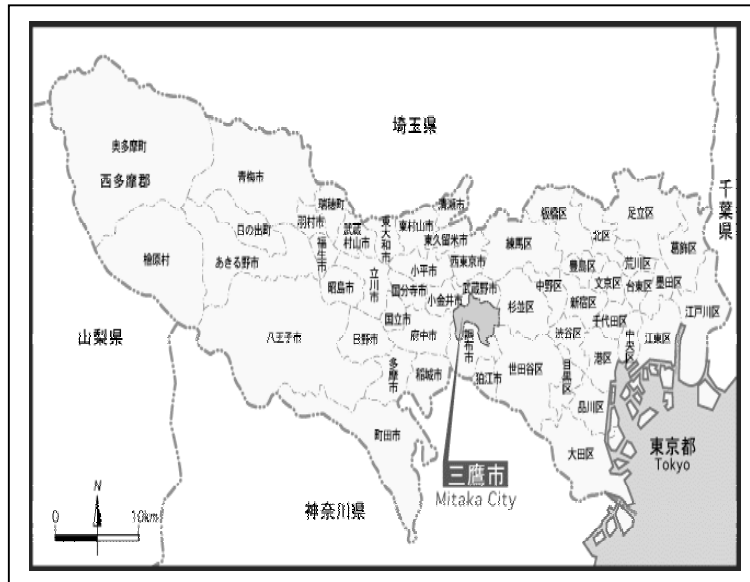 埼玉県
千葉県
山梨県
神奈川県
奥多摩町
西多摩郡
青梅市
檜原村
日の出町
あきる野市
瑞穂町
羽村市
福生市
武蔵
村山市
東大和市
東村山市
清瀬市
東久留米市
西東京市
小平市
立川市
昭島市
国分寺市
小金井市
武蔵野市
国立市
八王子市
日野市
府中市
調布市
多摩市
稲城市
狛江市
町田市
板橋区
北区
足立区
葛飾区
練馬区
豊島区
荒川区
文京区
台東区
墨田区
中野区
新宿区
杉並区
千代田区
江戸川区
渋谷区
中央区
江東区
港区
目黒区
世田谷区
品川区
大田区
東京都
Tokyo
三鷹市
Mitaka City
N
0 10km